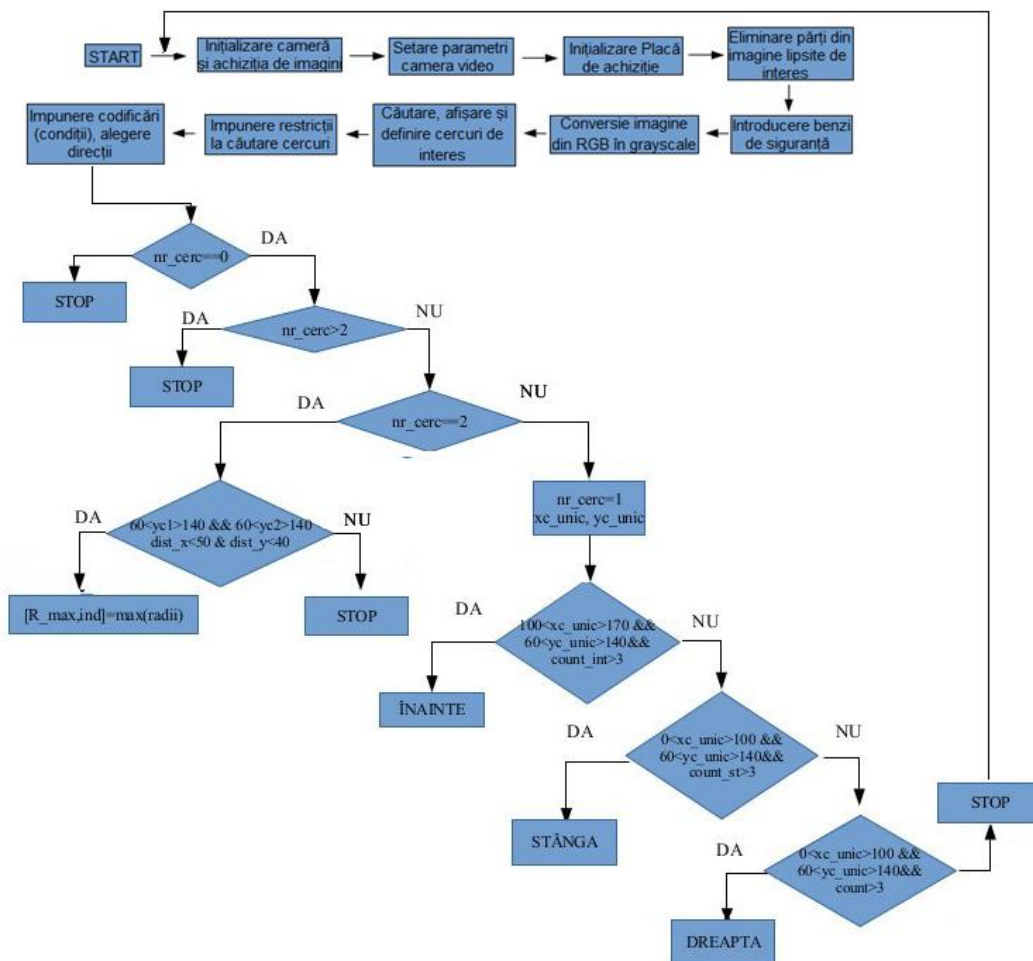 START
Inițializare cameră
și achiziția de imagini
Setare parametri
camera video
Inițializare Placă
de achiziție
Eliminare părți din
imagine lipsite de
interes
Impunere codificări
(condiții), alegere
direcții
Impunere restricții
la căutare cercuri
Căutare, afișare și
definire cercuri de
interes
Conversie imagine
din RGB în grayscale
Introducere benzi
de siguranță
nr_cerc==0
DA
STOP
DA
nr_cerc>2
NU
STOP
DA
nr_cerc==2
NU
DA
60<yc1>140 && 60<yc2>140
dist_x<50 & dist_y<40
NU
nr_cerc=1
xc_unic, yc_unic
[R_max,ind]=max(radii)
STOP
DA
100<xc_unic>170 &&
60<yc_unic>140&&
count_int>3
NU
ÎNAINTE
DA
0<xc_unic>100 &&
60<yc_unic>140&&
count_st>3
NU
STOP
STÂNGA
DA
0<xc_unic>100 &&
60<yc_unic>140&&
count>3
DREAPTA